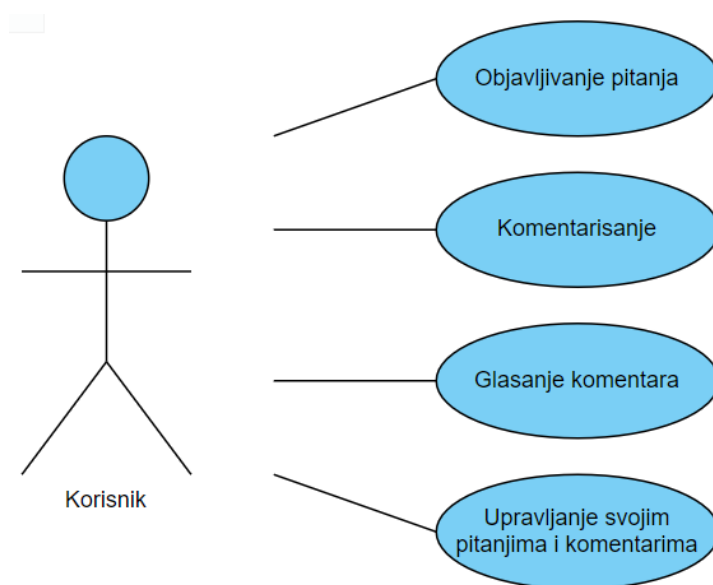 Objavljivanje pitanja
Komentarisanje
Glasanje komentara
Upravljanje svojim
pitanjima i komentarima
Korisnik